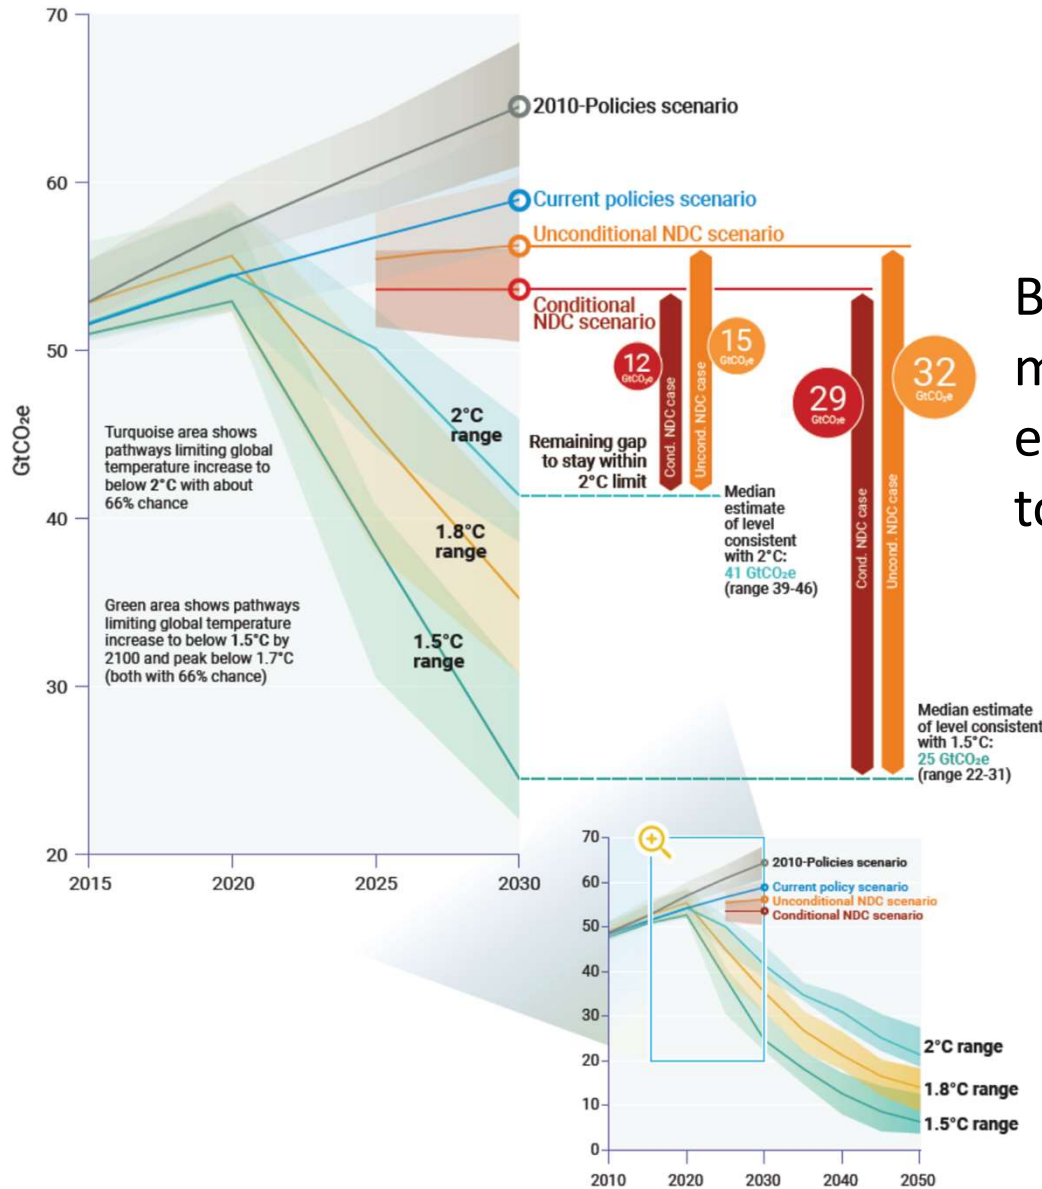 70
60
50
40
30
20
GtCO₂e
2015
2020
2025
2030
2010-Policies scenario
Current policies scenario
Unconditional NDC scenario
Conditional
NDC scenario
12
GtCO₂e
15
GtCO₂e
29
GtCO₂e
32
GtCO₂e
Cond. NDC case
Uncond. NDC case
Cond. NDC case
Uncond. NDC case
2°C
range
Remaining gap
to stay within
2°C limit
Turquoise area shows
pathways limiting global
temperature increase to
below 2°C with about
66% chance
Median
estimate
of level
consistent
with 2°C:
41 GtCO₂e
(range 39-46)
1.8°C
range
Green area shows pathways
limiting global temperature
increase to below 1.5°C by
2100 and peak below 1.7°C
(both with 66% chance)
1.5°C
range
Median estimate
of level consistent
with 1.5°C:
25 GtCO₂e
(range 22-31)
70
60
50
40
30
20
10
0
2010-Policies scenario
Current policy scenario
Unconditional NDC scenario
Conditional NDC scenario
2°C range
1.8°C range
1.5°C range
2010
2020
2030
2040
2050